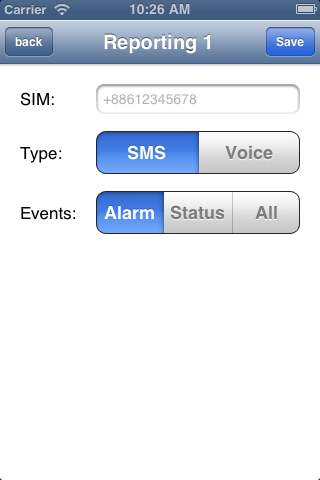 Carrier 10:26 AM
back Reporting 1 Save
SIM: +88612345678
Type: SMS Voice
Events: Alarm Status All